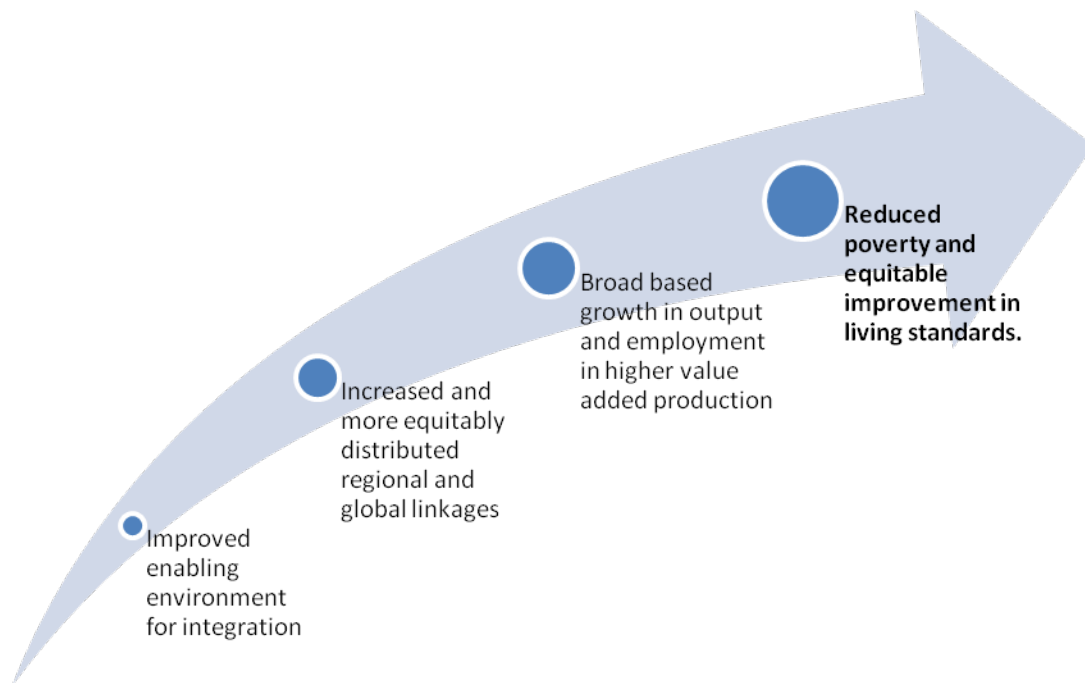 Reduced
poverty and
equitable
improvement in
living standards.
Broad based
growth in output
and employment
in higher value
added production
Increased and
more equitably
distributed
regional and
global linkages
Improved
enabling
environment
for integration